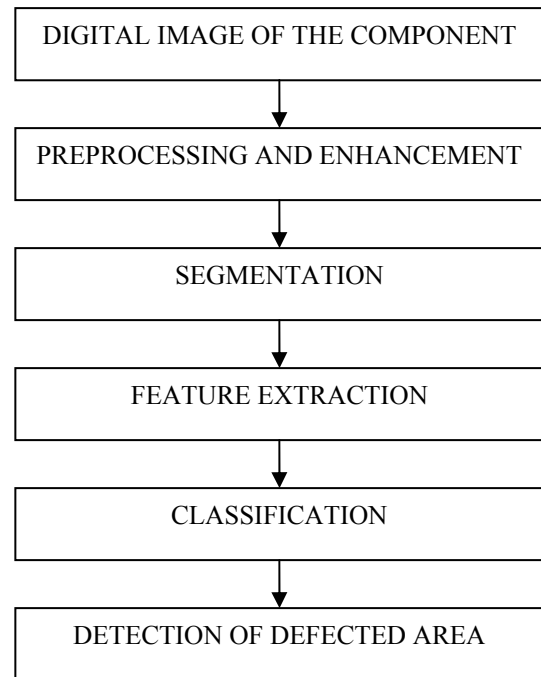 DIGITAL IMAGE OF THE COMPONENT
PREPROCESSING AND ENHANCEMENT
SEGMENTATION
FEATURE EXTRACTION
CLASSIFICATION
DETECTION OF DEFECTED AREA